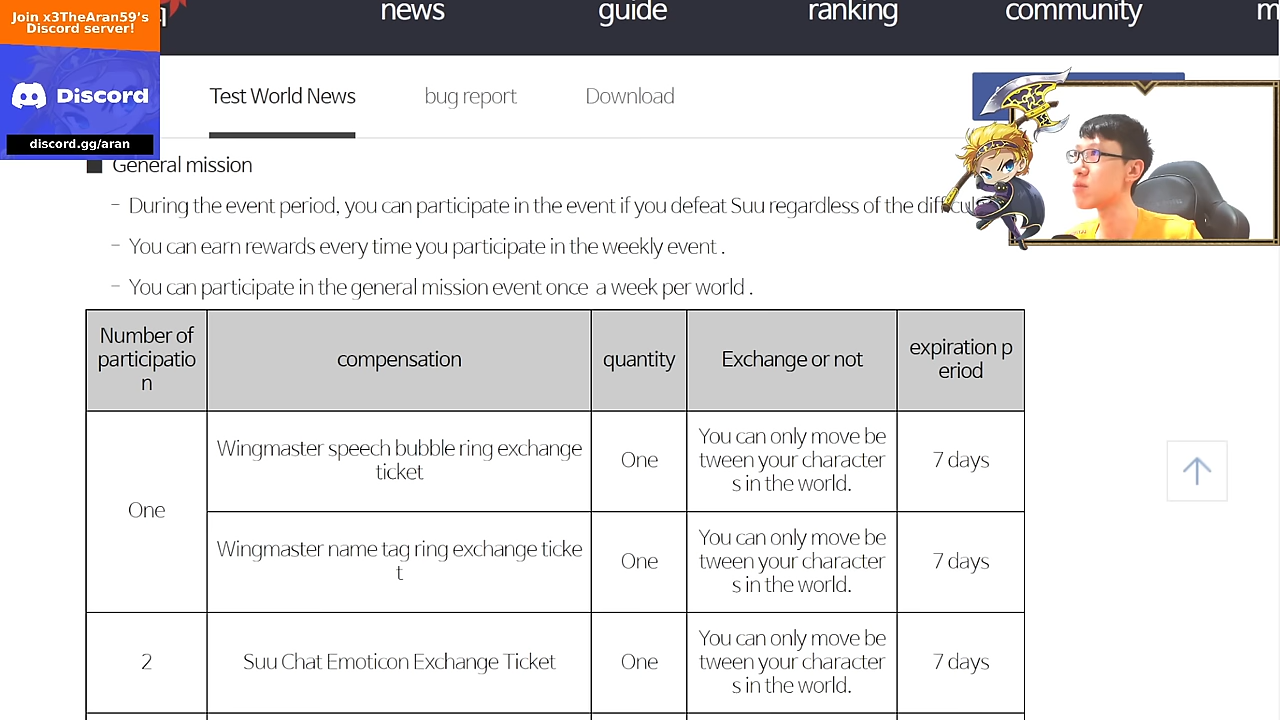 Join x3TheAran59's
Discord server!
Discord
discord.gg/aran
news
guide
ranking
community
Test World News
bug report
Download
General mission
- During the event period, you can participate in the event if you defeat Suu regardless of the
- You can earn rewards every time you participate in the weekly event .
- You can participate in the general mission event once a week per world .
Number of
participatio
n
compensation
quantity
Exchange or not
expiration p
eriod
One
Wingmaster speech bubble ring exchange
ticket
One
You can only move be
tween your character
s in the world.
7 days
Wingmaster name tag ring exchange ticke
t
One
You can only move be
tween your character
s in the world.
7 days
2
Suu Chat Emoticon Exchange Ticket
One
You can only move be
tween your character
s in the world.
7 days